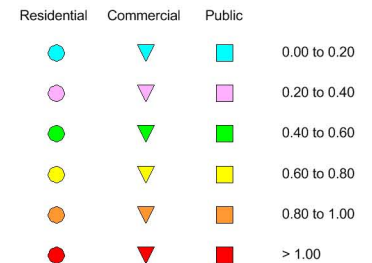 Residential Commercial Public
0.00 to 0.20
0.20 to 0.40
0.40 to 0.60
0.60 to 0.80
0.80 to 1.00
> 1.00